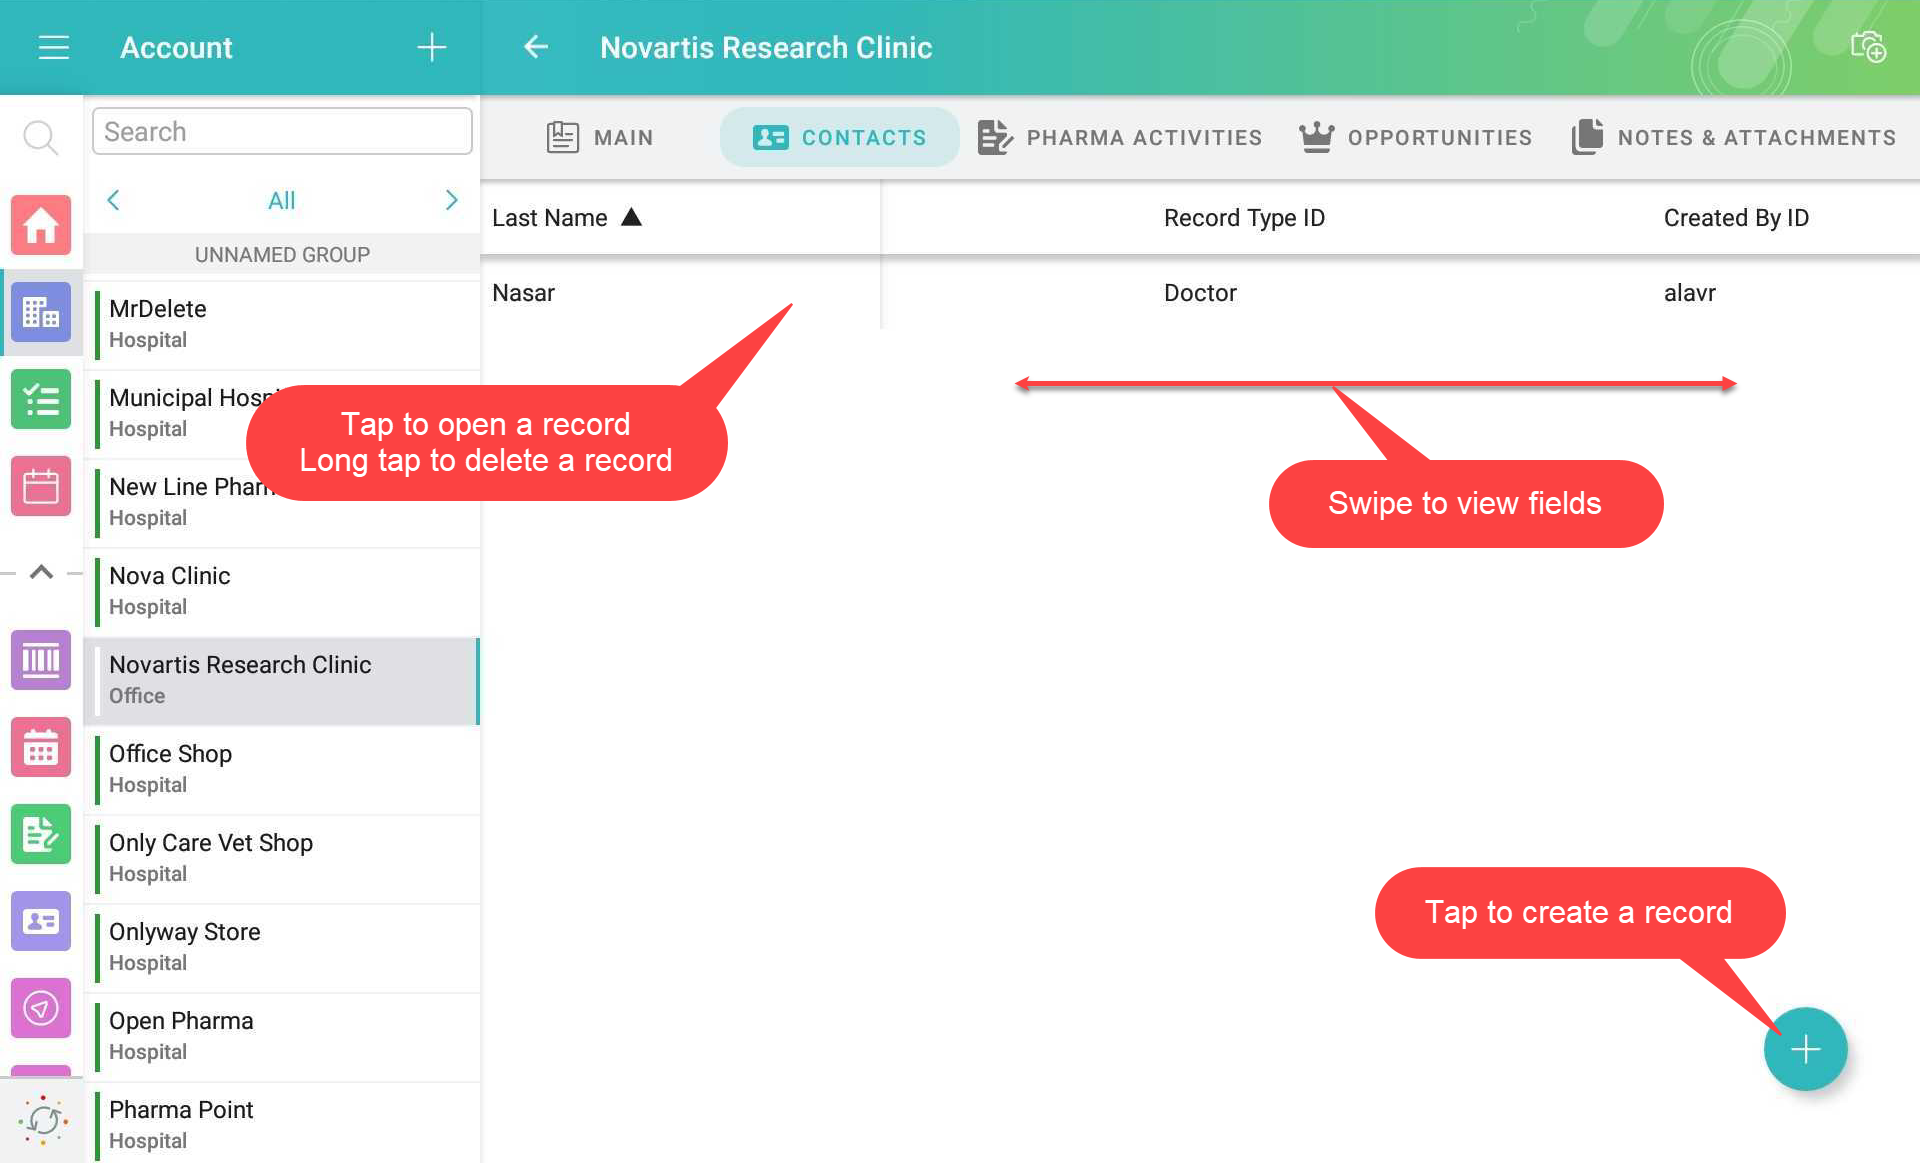 Account
Novartis Research Clinic
Search
MAIN
CONTACTS
PHARMA ACTIVITIES
OPPORTUNITIES
NOTES & ATTACHMENTS
All
UNNAMED GROUP
Last Name ▲
Record Type ID
Created By ID
Nasar
Doctor
alavr
MrDelete
Hospital
Municipal Hosp
Hospital
New Line Phar
Hospital
Nova Clinic
Hospital
Novartis Research Clinic
Office
Office Shop
Hospital
Only Care Vet Shop
Hospital
Onlyway Store
Hospital
Open Pharma
Hospital
Pharma Point
Hospital
Tap to open a record
Long tap to delete a record
Swipe to view fields
Tap to create a record